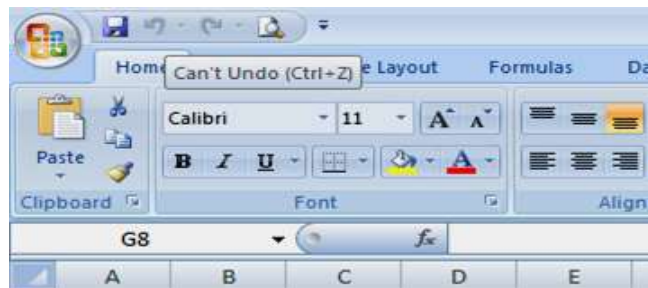 Home Can't Undo (Ctrl+Z) e Layout Formulas Da
Calibri 11 A A
Paste B I U A
Clipboard Font Align
G8 fx
A B C D E